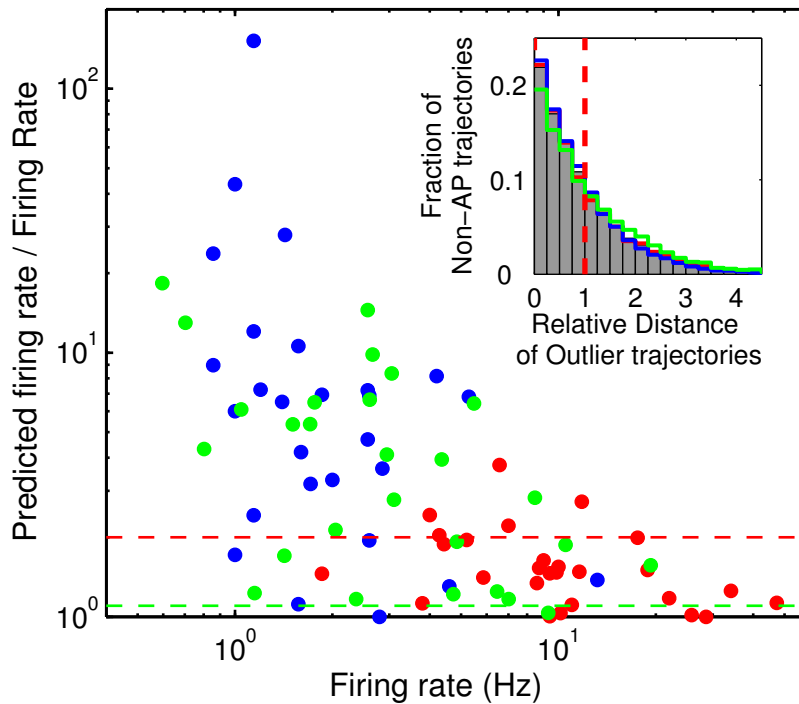 Predicted firing rate / Firing Rate
10^2
10^1
10^0
10^0
10^1
Firing rate (Hz)
Fraction of
Non−AP trajectories
0.2
0.1
0
0
1
2
3
4
Relative Distance
of Outlier trajectories